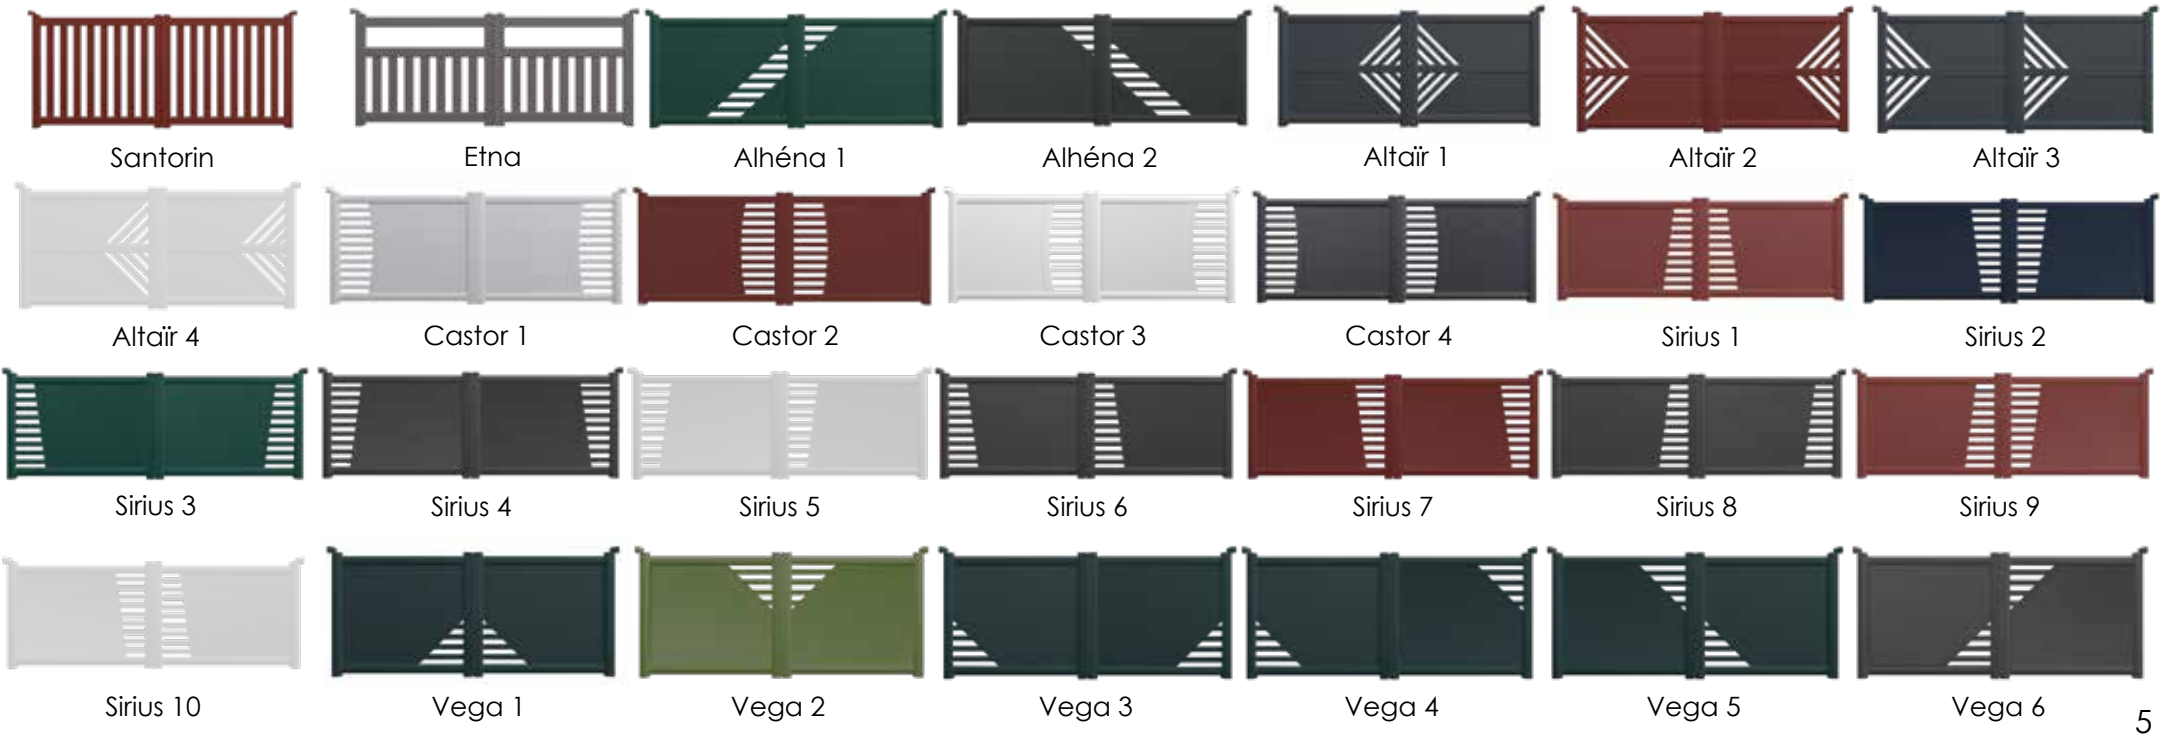 Santorin Etna Alhéna 1 Alhéna 2 Altaïr 1 Altaïr 2 Altaïr 3
Altaïr 4 Castor 1 Castor 2 Castor 3 Castor 4 Sirius 1 Sirius 2
Sirius 3 Sirius 4 Sirius 5 Sirius 6 Sirius 7 Sirius 8 Sirius 9
Sirius 10 Vega 1 Vega 2 Vega 3 Vega 4 Vega 5 Vega 6
5